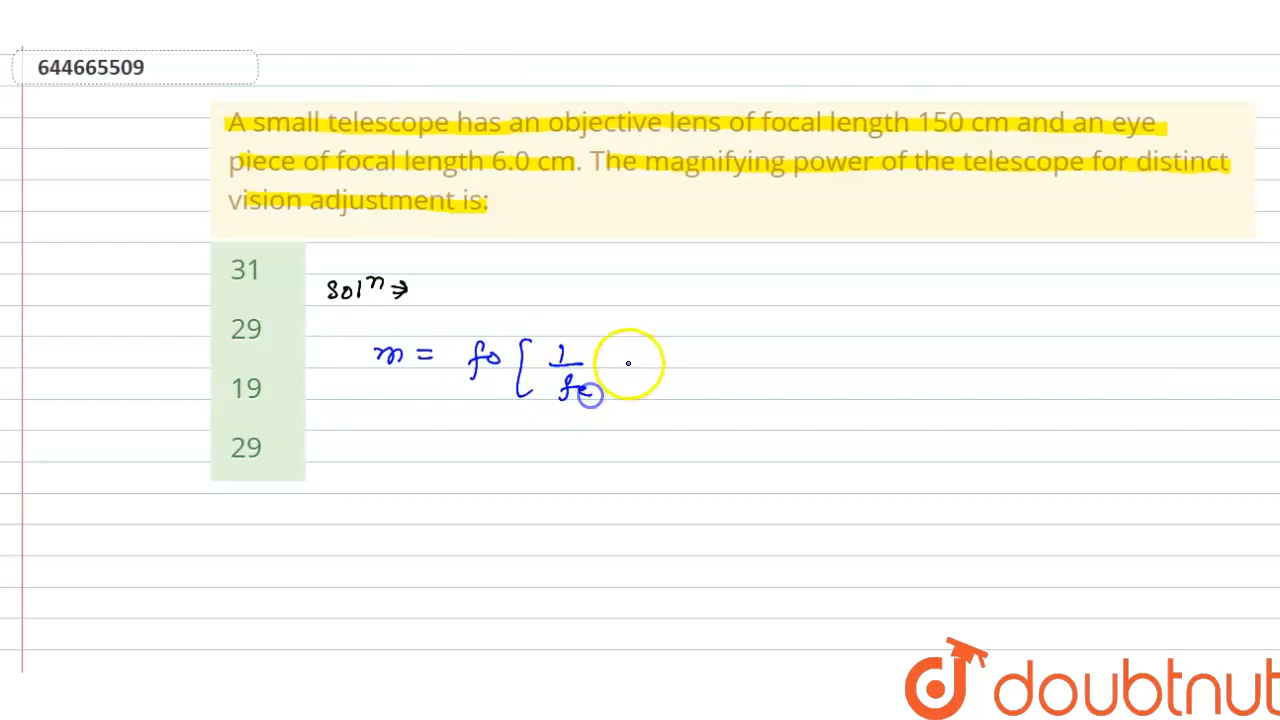 644665509
A small telescope has an objective lens of focal length 150 cm and an eye
piece of focal length 6.0 cm. The magnifying power of the telescope for distinct
vision adjustment is:
31
29
19
29
Solⁿ ⇒
m = fo [ 1/fe
doubtnut